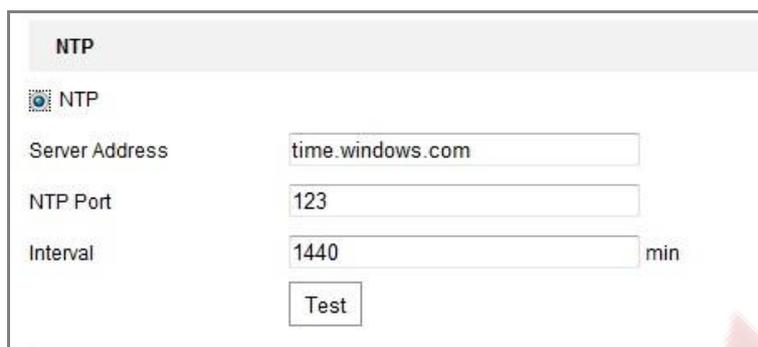 NTP
NTP
Server Address time.windows.com
NTP Port 123
Interval 1440 min
Test